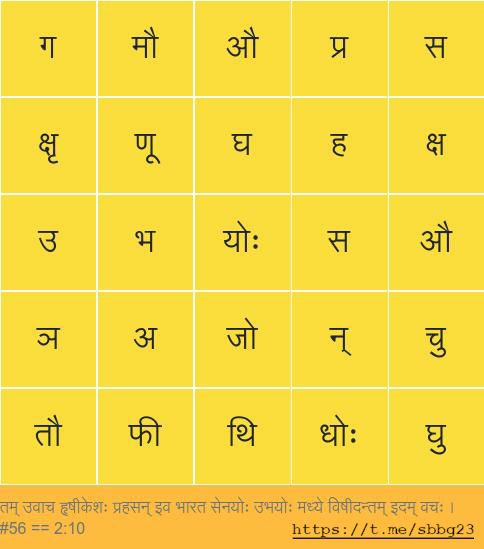 ग मौ औ प्र स
क्षृ णू घ ह क्ष
उ भ योः स औ
ञ अ जो न् चु
तौ फी थि धोः घु
तम् उवाच हृषीकेशः प्रहसन् इव भारत सेनयोः उभयोः मध्ये विषीदन्तम् इदम् वचः ।
#56 == 2:10 https://t.me/sbbg23